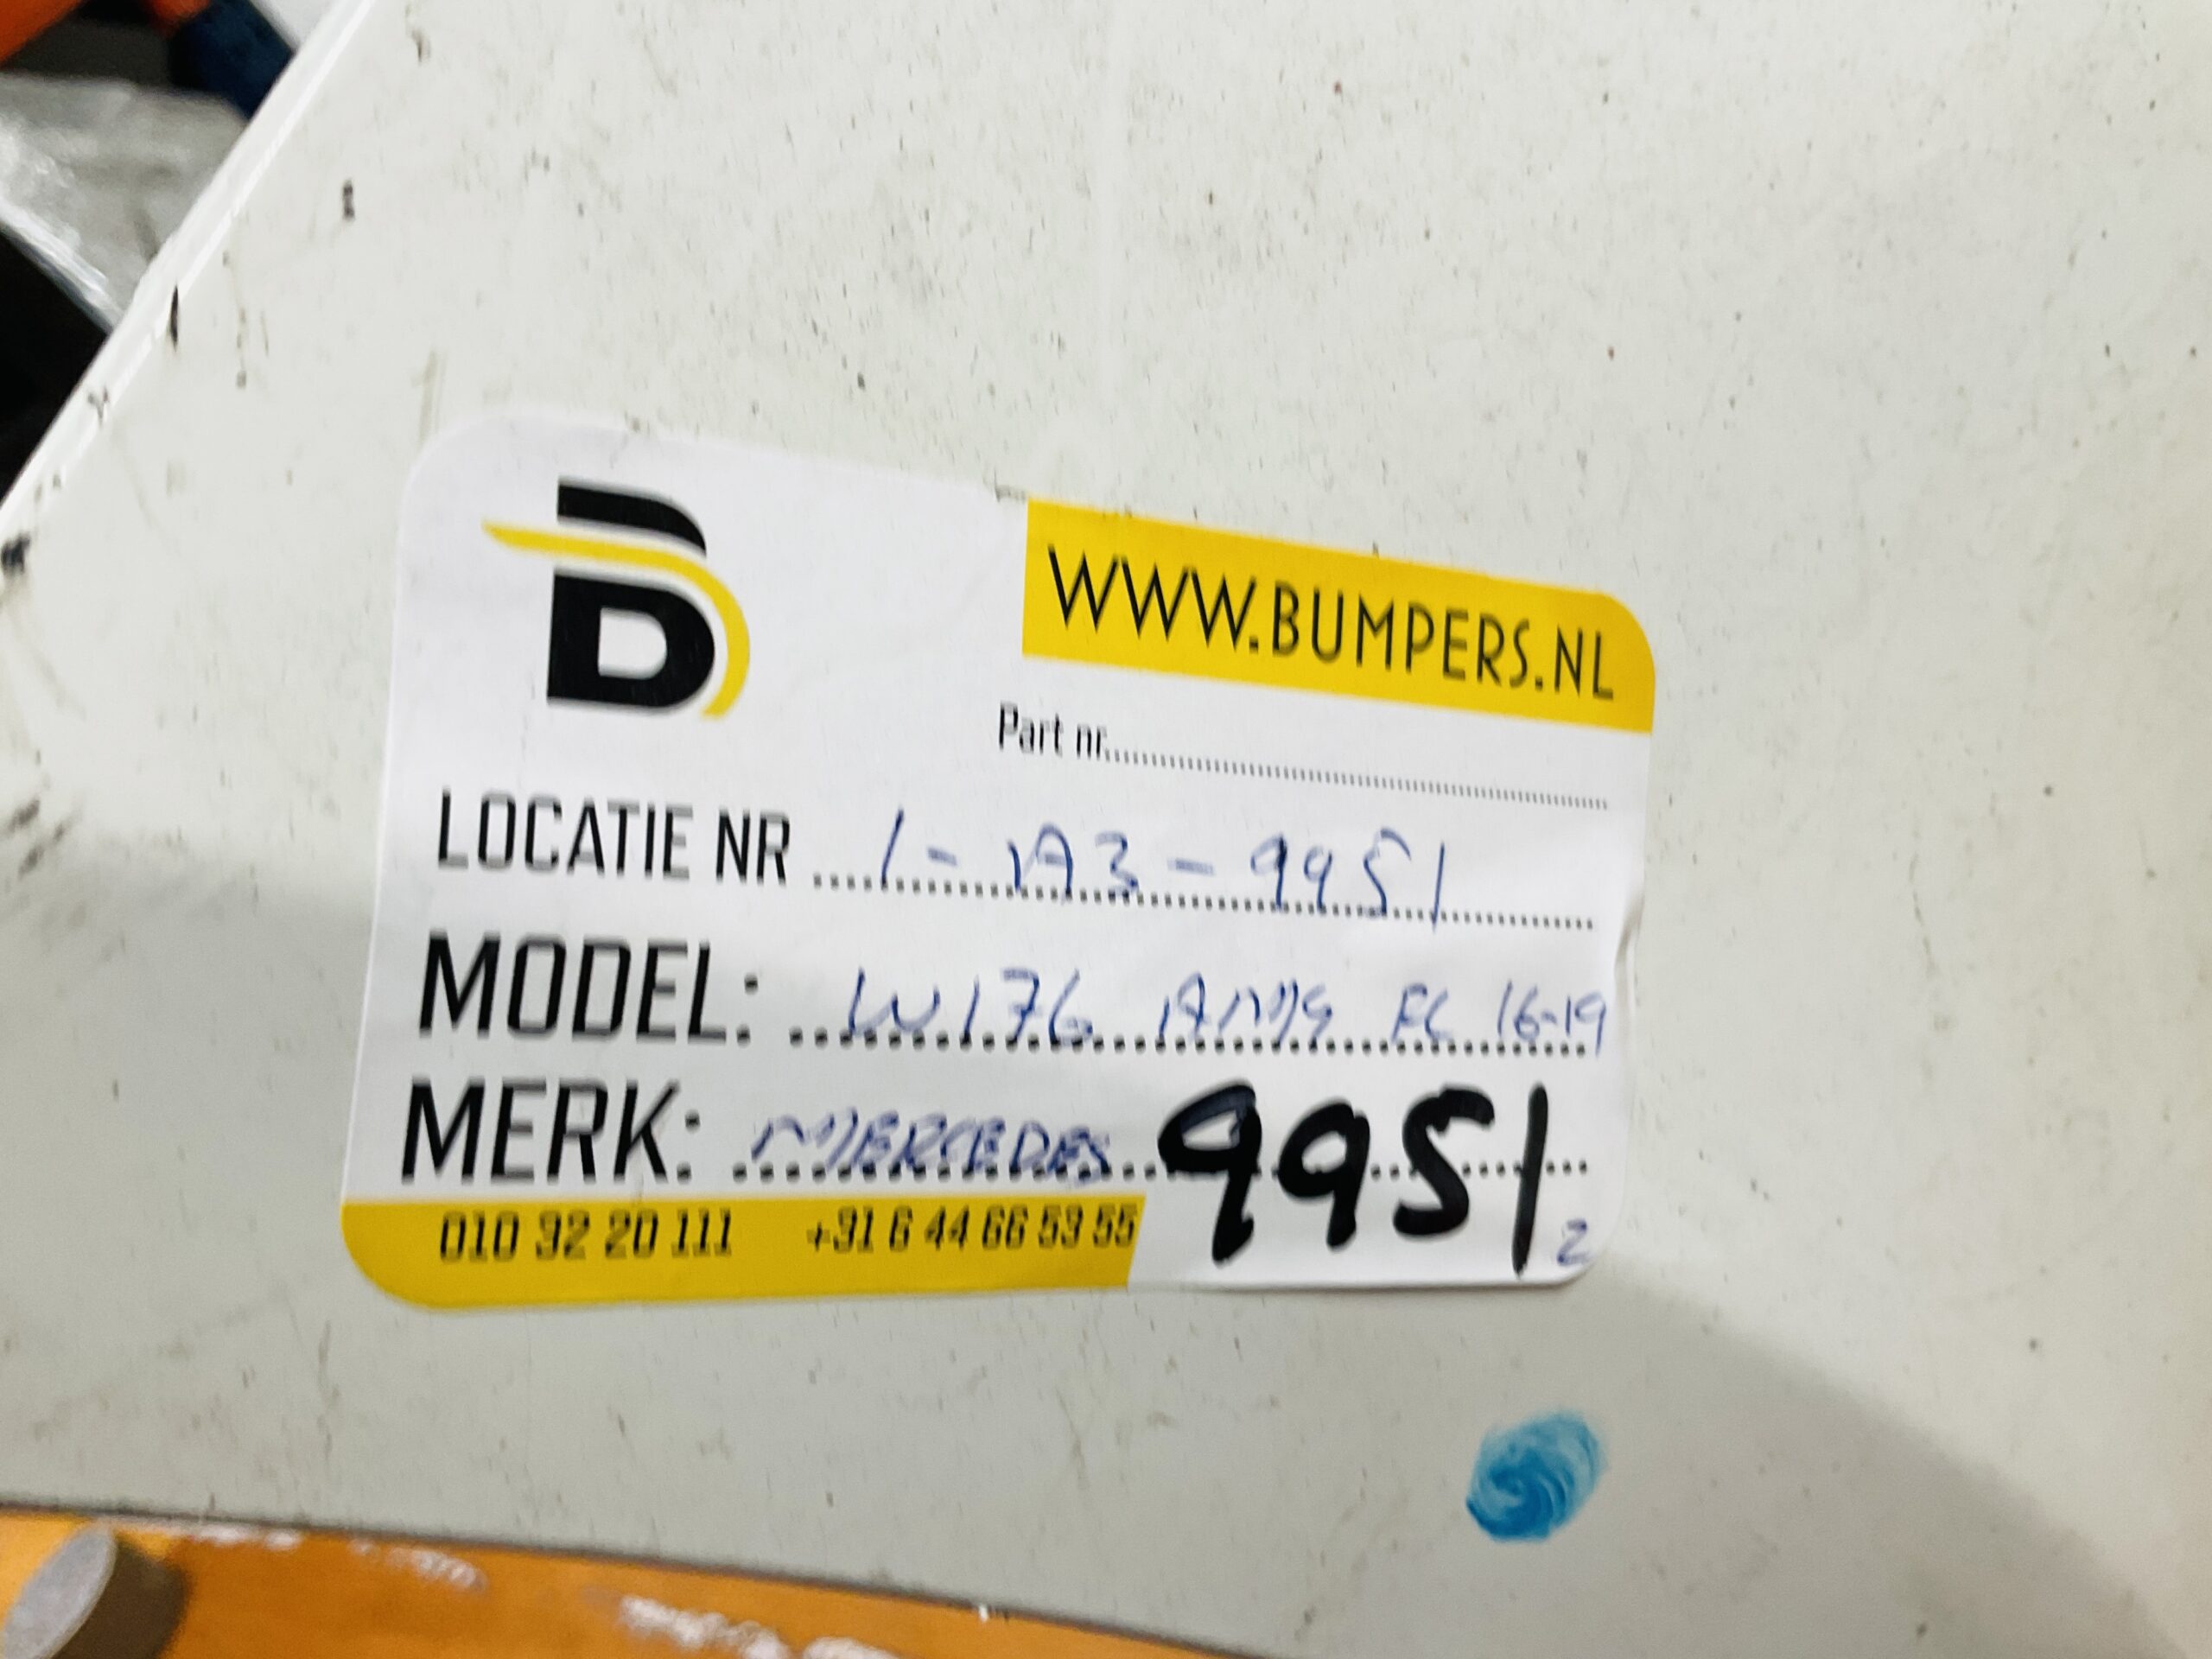 B
WWW.BUMPERS.NL
Part nr.
LOCATIE NR 1 - A3 - 9951
MODEL: W176 AMG FL 16-19
MERK: MERCEDES 9951
010 32 20 111 +31 6 44 66 53 55
2